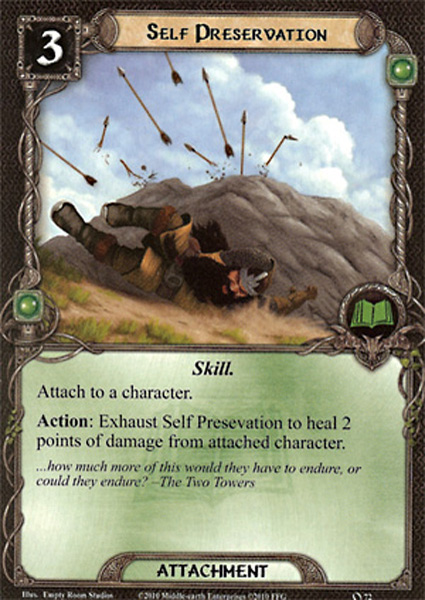 3
SELF PRESERVATION
Skill.
Attach to a character.
Action: Exhaust Self Presevation to heal 2
points of damage from attached character.
...how much more of this would they have to endure, or
could they endure? –The Two Towers
ATTACHMENT
Illus. Empty Room Studios
©2010 Middle-earth Enterprises ©2010 FFG
72